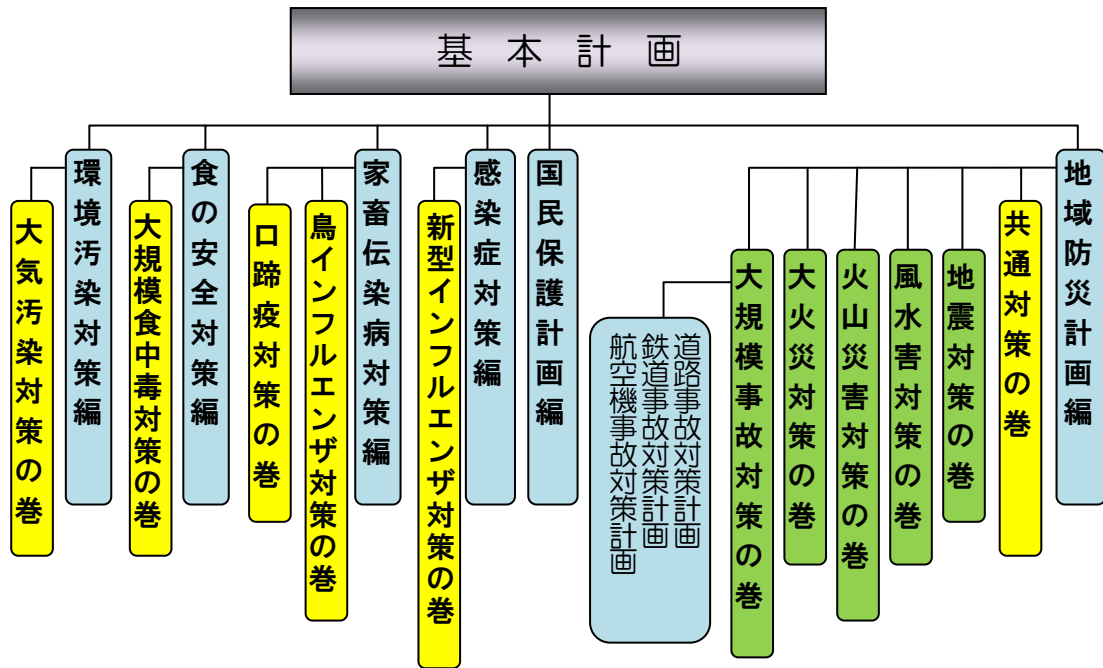 基本計画
地域防災計画編
共通対策の巻
地震対策の巻
風水害対策の巻
火山災害対策の巻
大火災対策の巻
大規模事故対策の巻
道路事故対策計画
鉄道事故対策計画
航空機事故対策計画
国民保護計画編
感染症対策編
新型インフルエンザ対策の巻
家畜伝染病対策編
鳥インフルエンザ対策の巻
口蹄疫対策の巻
食の安全対策編
大規模食中毒対策の巻
環境汚染対策編
大気汚染対策の巻